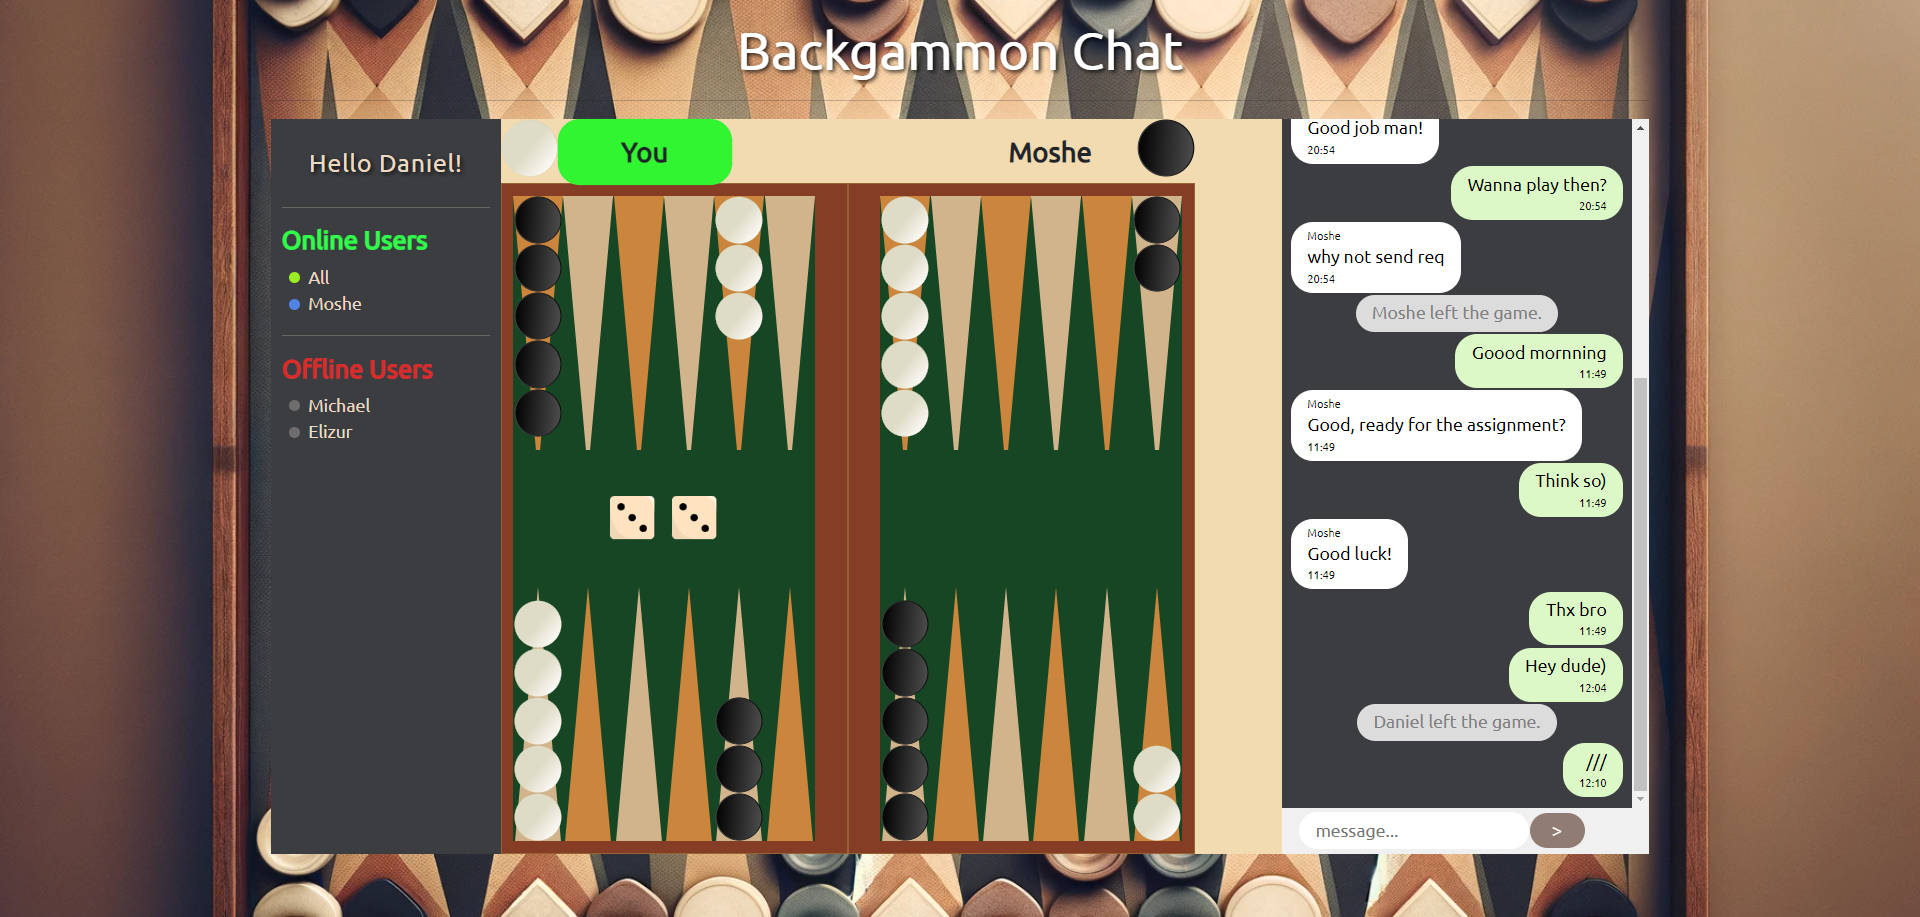 Backgammon Chat
Hello Daniel!
Online Users
All
Moshe
Offline Users
Michael
Elizur
You
Moshe
Good job man!
20:54
Wanna play then?
20:54
Moshe
why not send req
20:54
Moshe left the game.
Goood mornning
11:49
Moshe
Good, ready for the assignment?
11:49
Think so)
11:49
Moshe
Good luck!
11:49
Thx bro
11:49
Hey dude)
12:04
Daniel left the game.
///
12:10
message...
>